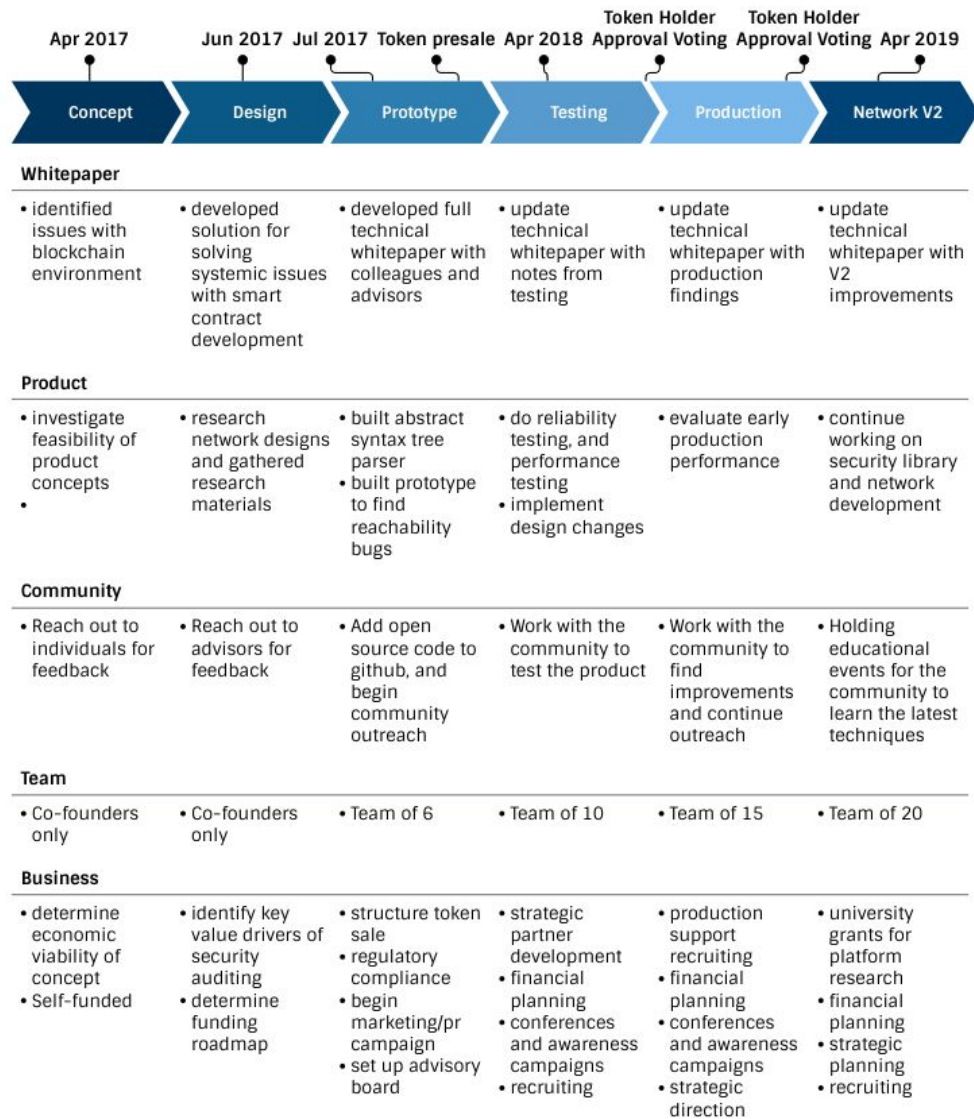 Apr 2017
Jun 2017
Jul 2017
Token presale
Apr 2018
Token Holder
Approval Voting
Token Holder
Approval Voting
Apr 2019
Concept
Design
Prototype
Testing
Production
Network V2
Whitepaper
• identified
issues with
blockchain
environment
• developed
solution for
solving
systemic issues
with smart
contract
development
• developed full
technical
whitepaper with
colleagues and
advisors
• update
technical
whitepaper with
notes from
testing
• update
technical
whitepaper with
production
findings
• update
technical
whitepaper with
V2
improvements
Product
• investigate
feasibility of
product
concepts
•
• research
network designs
and gathered
research
materials
• built abstract
syntax tree
parser
• built prototype
to find
reachability
bugs
• do reliability
testing, and
performance
testing
• implement
design changes
• evaluate early
production
performance
• continue
working on
security library
and network
development
Community
• Reach out to
individuals for
feedback
• Reach out to
advisors for
feedback
• Add open
source code to
github, and
begin
community
outreach
• Work with the
community to
test the product
• Work with the
community to
find
improvements
and continue
outreach
• Holding
educational
events for the
community to
learn the latest
techniques
Team
• Co-founders
only
• Co-founders
only
• Team of 6
• Team of 10
• Team of 15
• Team of 20
Business
• determine
economic
viability of
concept
• Self-funded
• identify key
value drivers of
security
auditing
• determine
funding
roadmap
• structure token
sale
• regulatory
compliance
• begin
marketing/pr
campaign
• set up advisory
board
• strategic
partner
development
• financial
planning
• conferences
and awareness
campaigns
• recruiting
• production
support
recruiting
• financial
planning
• conferences
and awareness
campaigns
• strategic
direction
• university
grants for
platform
research
• financial
planning
• strategic
planning
• recruiting